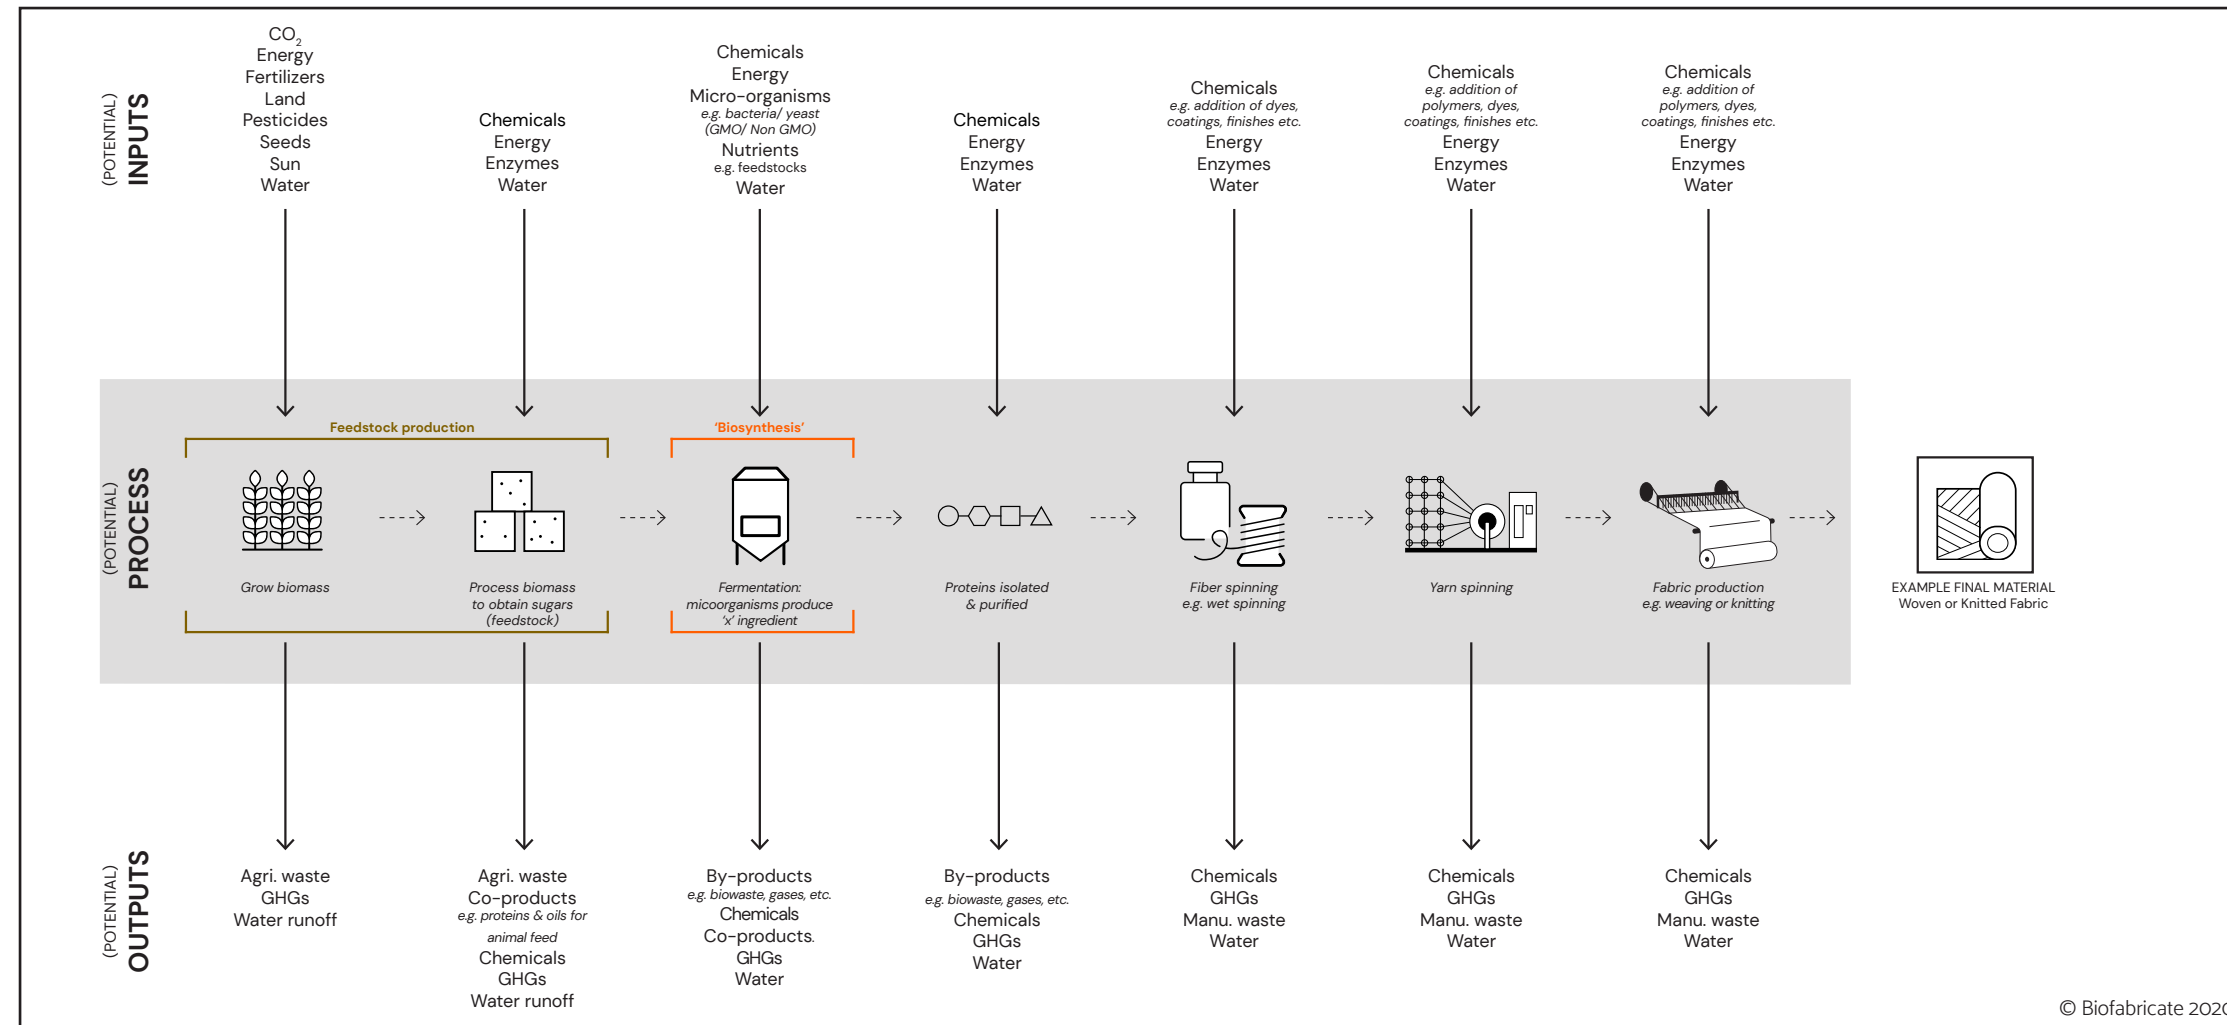 (POTENTIAL)
INPUTS
CO2
Energy
Fertilizers
Land
Pesticides
Seeds
Sun
Water
Chemicals
Energy
Enzymes
Water
Chemicals
Energy
Micro-organisms
e.g. bacteria/ yeast
(GMO/ Non GMO)
Nutrients
e.g. feedstocks
Water
Chemicals
Energy
Enzymes
Water
Chemicals
e.g. addition of dyes,
coatings, finishes etc.
Energy
Enzymes
Water
Chemicals
e.g. addition of
polymers, dyes,
coatings, finishes etc.
Energy
Enzymes
Water
Chemicals
e.g. addition of
polymers, dyes,
coatings, finishes etc.
Energy
Enzymes
Water
(POTENTIAL)
PROCESS
Feedstock production
Grow biomass
Process biomass
to obtain sugars
(feedstock)
'Biosynthesis'
Fermentation:
micoorganisms produce
'x' ingredient
Proteins isolated
& purified
Fiber spinning
e.g. wet spinning
Yarn spinning
Fabric production
e.g. weaving or knitting
EXAMPLE FINAL MATERIAL
Woven or Knitted Fabric
(POTENTIAL)
OUTPUTS
Agri. waste
GHGs
Water runoff
Agri. waste
Co-products
e.g. proteins & oils for
animal feed
Chemicals
GHGs
Water runoff
By-products
e.g. biowaste, gases, etc.
Chemicals
Co-products.
GHGs
Water
By-products
e.g. biowaste, gases, etc.
Chemicals
GHGs
Water
Chemicals
GHGs
Manu. waste
Water
Chemicals
GHGs
Manu. waste
Water
Chemicals
GHGs
Manu. waste
Water
© Biofabricate 2020